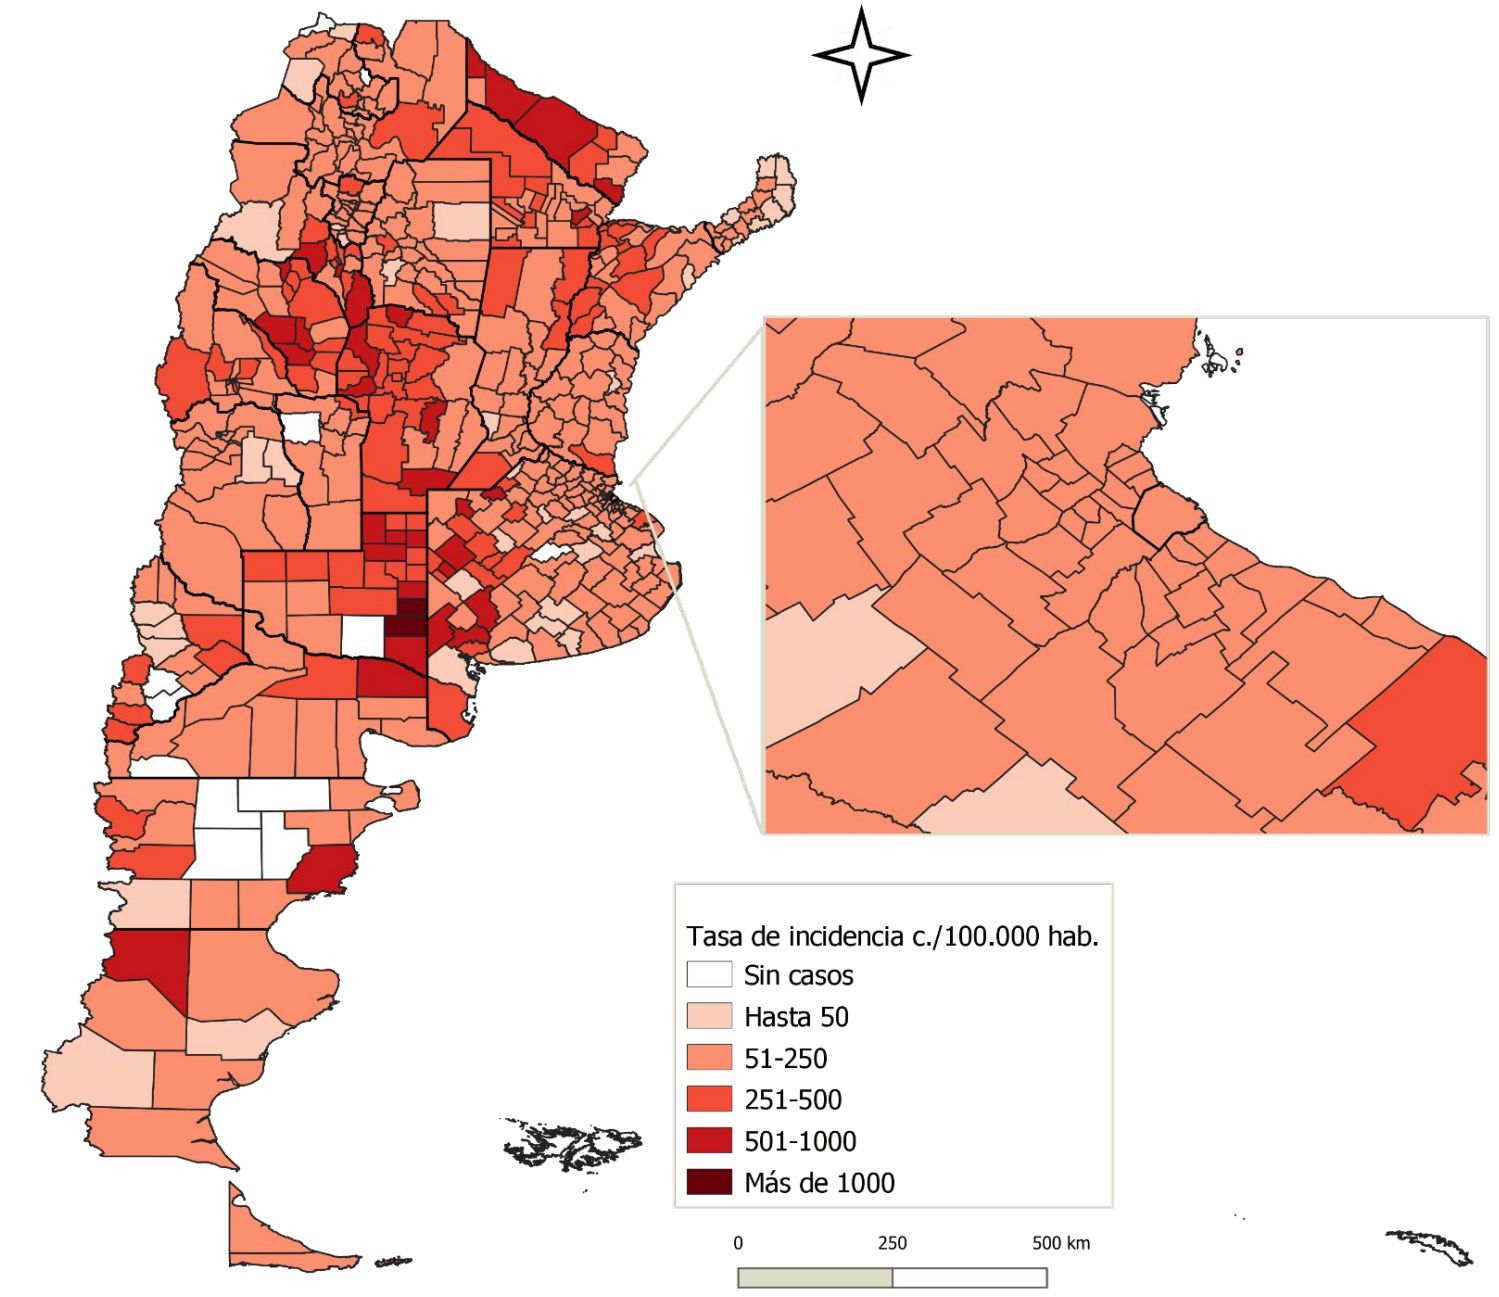 Tasa de incidencia c./100.000 hab.
Sin casos
Hasta 50
51-250
251-500
501-1000
Más de 1000
0 250 500 km